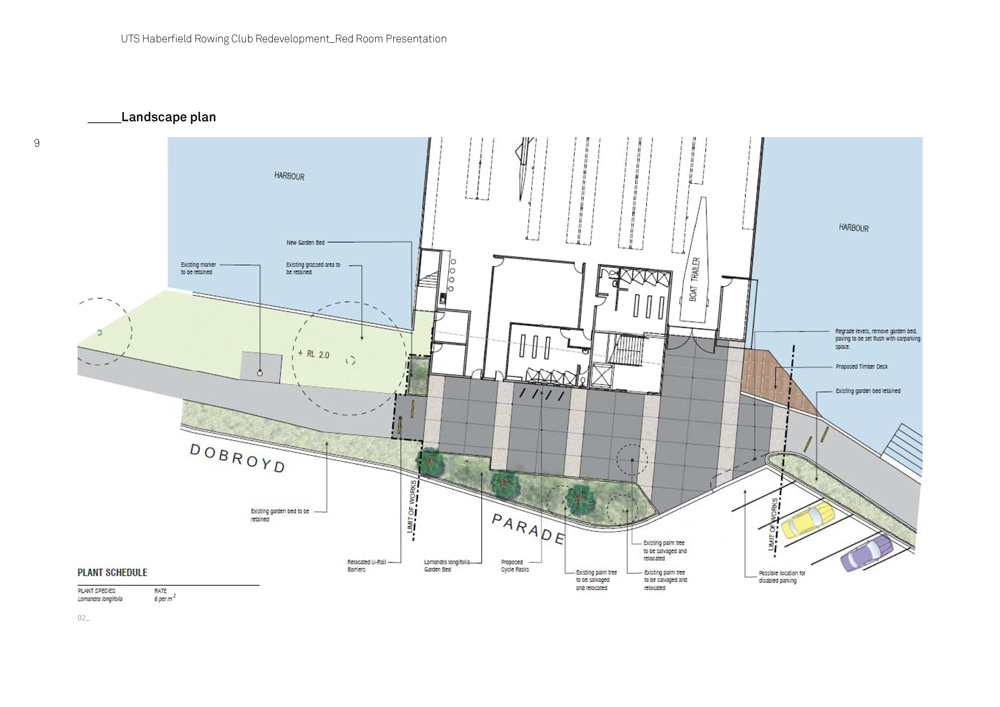 UTS Haberfield Rowing Club Redevelopment_Red Room Presentation
_____Landscape plan
9
HARBOUR
HARBOUR
New Garden Bed
Existing marker
to be retained
Existing grassed area to
be retained
BOAT TRAILER
+ RL 2.0
Regrade levels, remove garden bed,
paving to be set flush with carparking
space.
Proposed Timber Deck
Existing garden bed retained
DOBROYD
PARADE
LIMIT OF WORKS
LIMIT OF WORKS
Existing garden bed to be
retained
Relocated U-Rail
Barriers
Lomandra longifolia
Garden Bed
Proposed
Cycle Racks
Existing palm tree
to be salvaged
and relocated
Existing palm tree
to be salvaged and
relocated
Existing palm tree
to be salvaged and
relocated
Possible location for
disabled parking
PLANT SCHEDULE
PLANT SPECIES RATE
Lomandra longifolia 6 per m²
02_